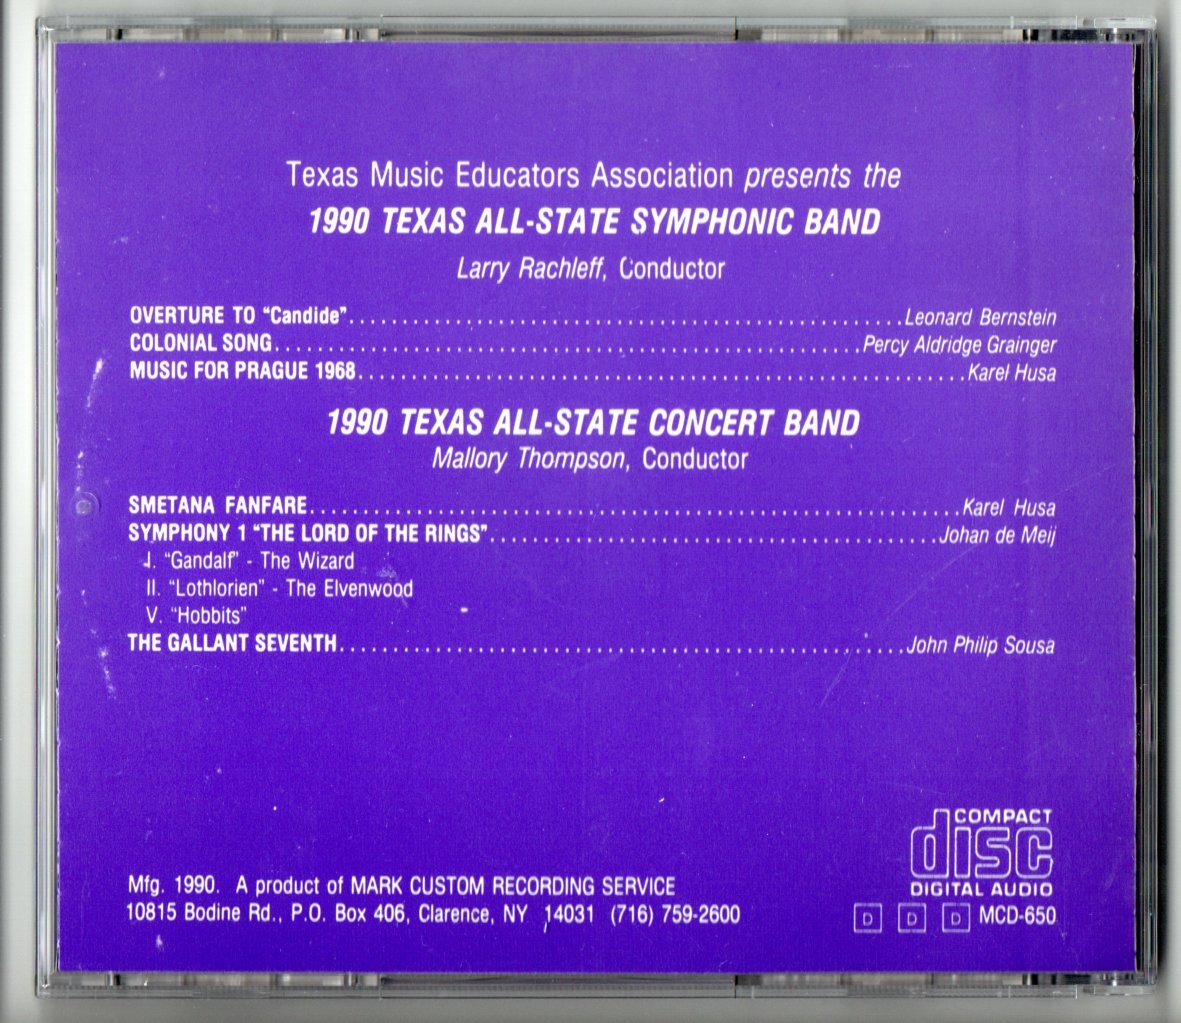 Texas Music Educators Association presents the
1990 TEXAS ALL-STATE SYMPHONIC BAND
Larry Rachleff, Conductor
OVERTURE TO "Candide"........................................................Leonard Bernstein
COLONIAL SONG............................................................Percy Aldridge Grainger
MUSIC FOR PRAGUE 1968..............................................................Karel Husa
1990 TEXAS ALL-STATE CONCERT BAND
Mallory Thompson, Conductor
SMETANA FANFARE..................................................................Karel Husa
SYMPHONY 1 "THE LORD OF THE RINGS"..............................................Johan de Meij
I. "Gandalf" - The Wizard
II. "Lothlorien" - The Elvenwood
V. "Hobbits"
THE GALLANT SEVENTH.........................................................John Philip Sousa
COMPACT
disc
DIGITAL AUDIO
Mfg. 1990. A product of MARK CUSTOM RECORDING SERVICE
10815 Bodine Rd., P.O. Box 406, Clarence, NY 14031 (716) 759-2600
D D D MCD-650